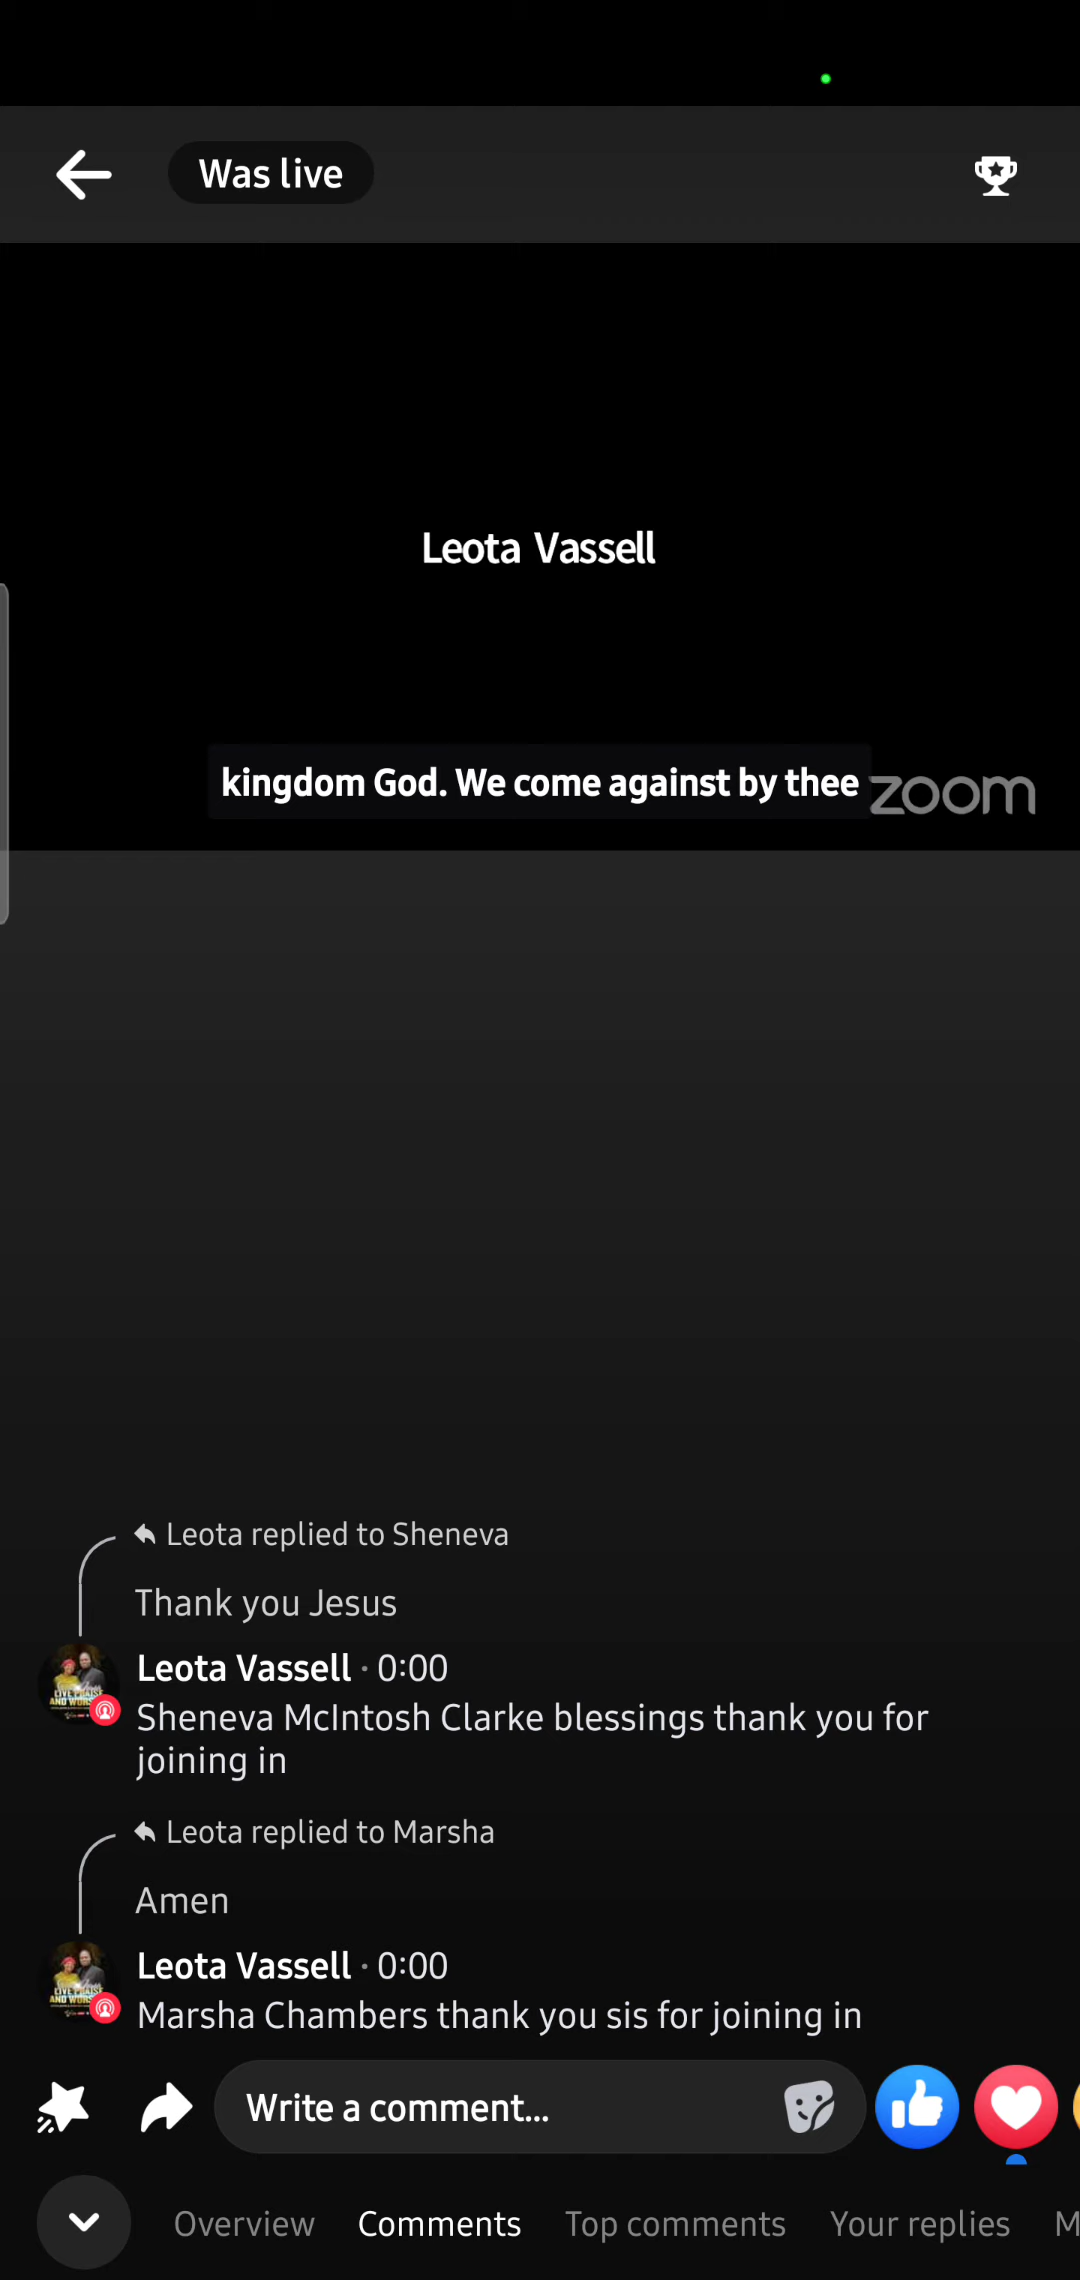 Was live
Leota Vassell
kingdom God. We come against by thee
zoom
Leota replied to Sheneva
Thank you Jesus
Leota Vassell · 0:00
Sheneva McIntosh Clarke blessings thank you for
joining in
Leota replied to Marsha
Amen
Leota Vassell · 0:00
Marsha Chambers thank you sis for joining in
Write a comment...
Overview Comments Top comments Your replies M